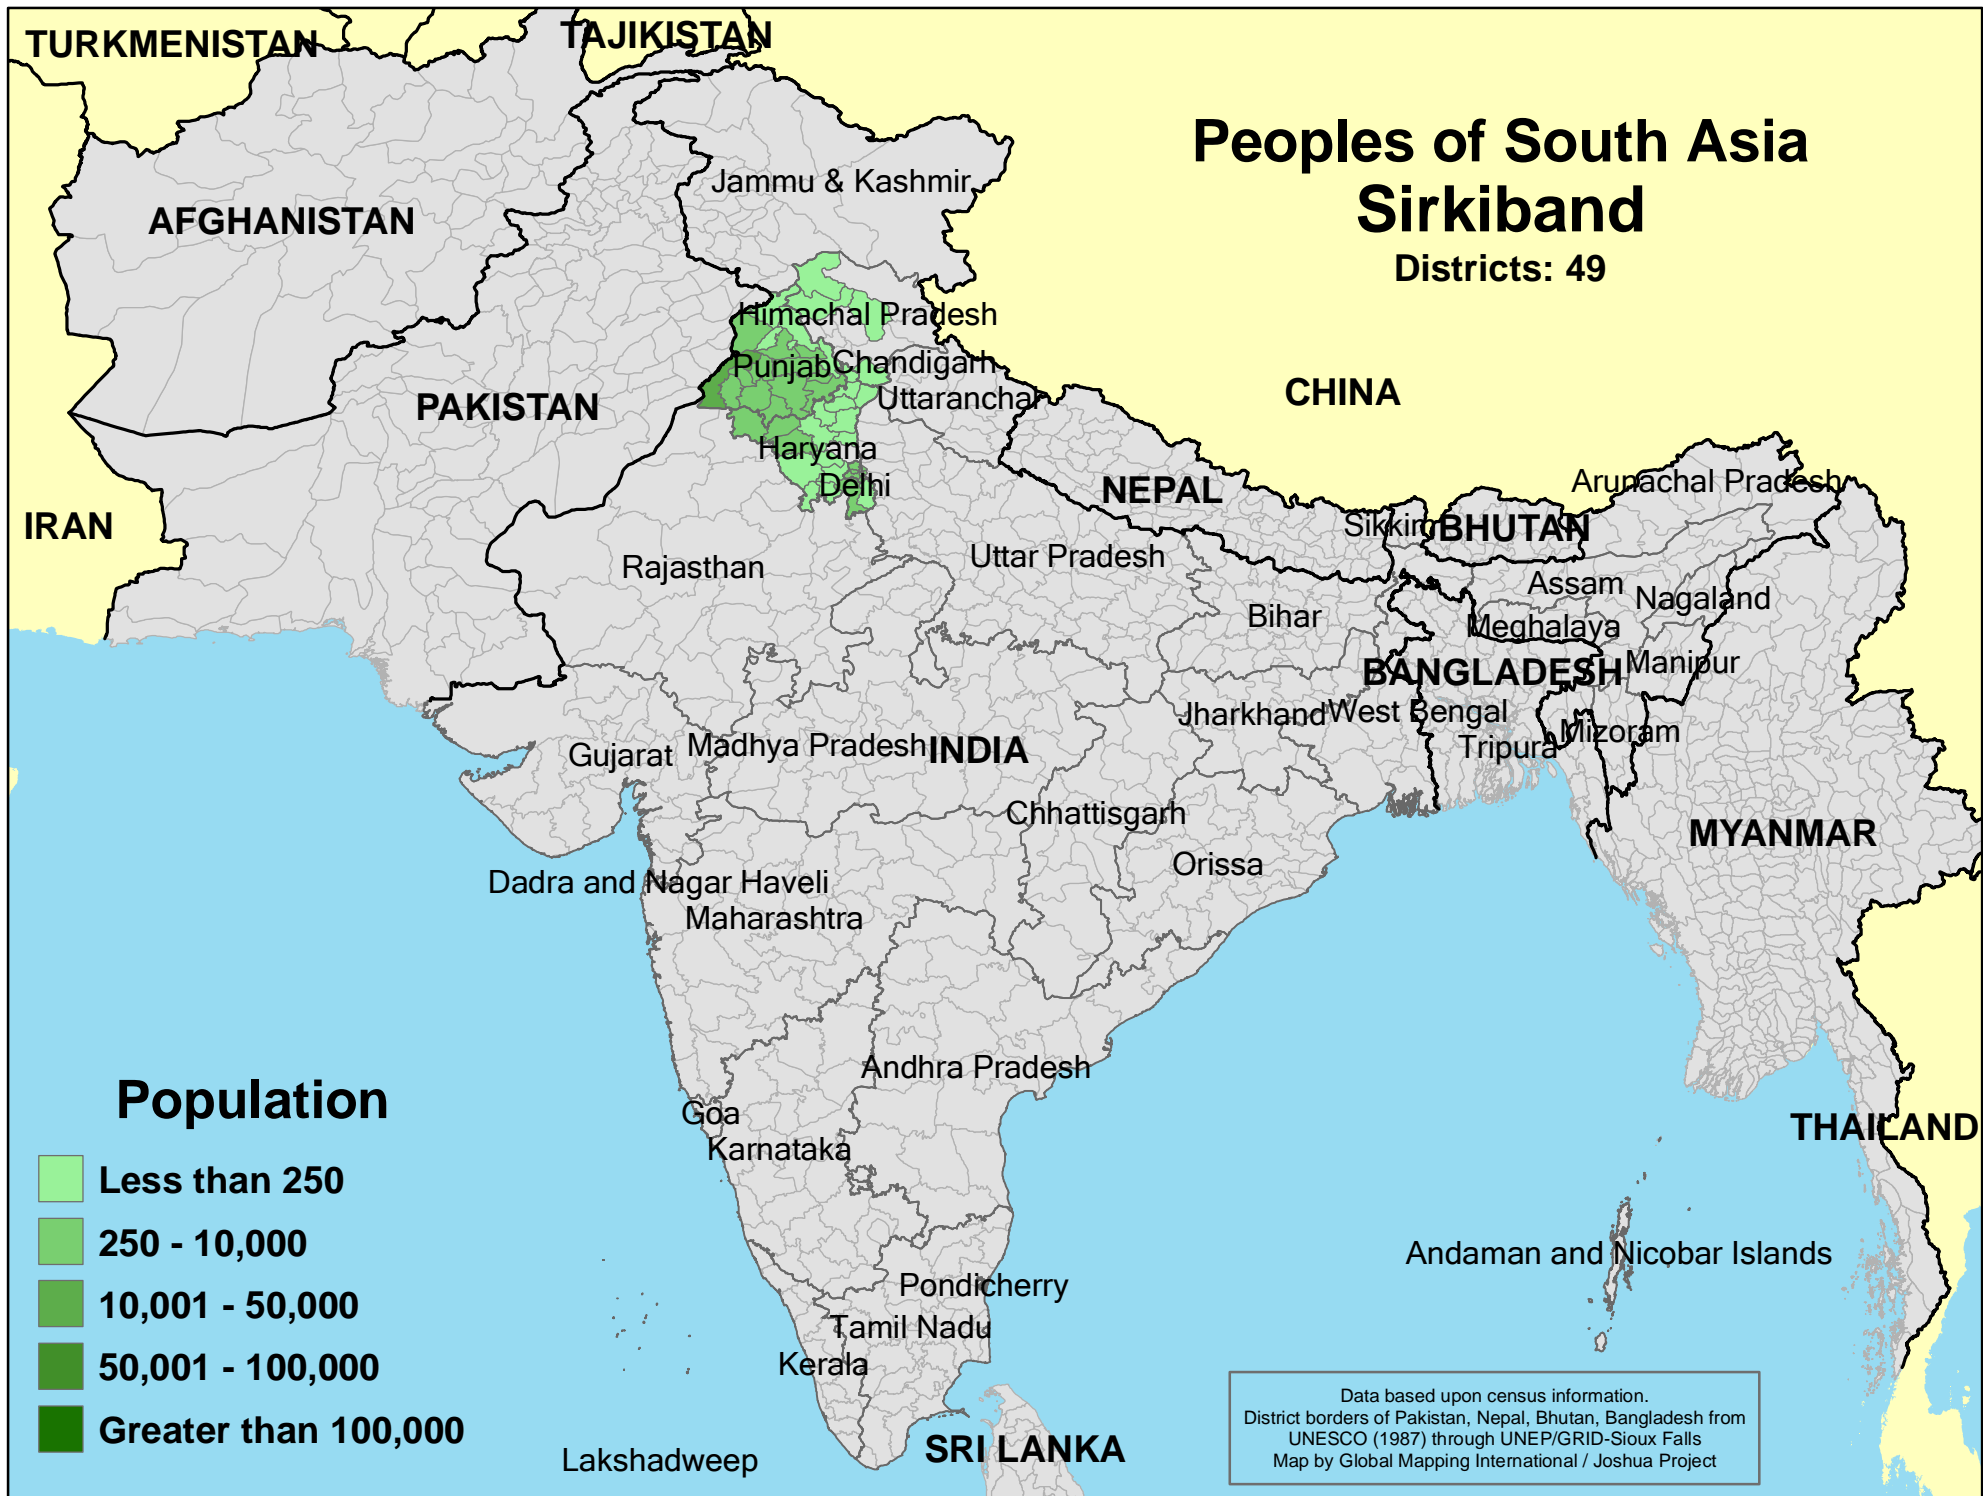 TURKMENISTAN
TAJIKISTAN
Peoples of South Asia
Sirkiband
Districts: 49
Jammu & Kashmir
AFGHANISTAN
Himachal Pradesh
Punjab
Chandigarh
CHINA
PAKISTAN
Uttaranchal
Haryana
Delhi
NEPAL
Arunachal Pradesh
IRAN
Sikkim
BHUTAN
Rajasthan
Uttar Pradesh
Assam
Nagaland
Bihar
Meghalaya
BANGLADESH
Manipur
Jharkhand
West Bengal
Mizoram
Tripura
Gujarat
Madhya Pradesh
INDIA
Chhattisgarh
MYANMAR
Orissa
Dadra and Nagar Haveli
Maharashtra
Andhra Pradesh
Goa
Karnataka
THAILAND
Population
Less than 250
250 - 10,000
10,001 - 50,000
50,001 - 100,000
Greater than 100,000
Andaman and Nicobar Islands
Pondicherry
Tamil Nadu
Kerala
Lakshadweep
SRI LANKA
Data based upon census information.
District borders of Pakistan, Nepal, Bhutan, Bangladesh from
UNESCO (1987) through UNEP/GRID-Sioux Falls
Map by Global Mapping International / Joshua Project